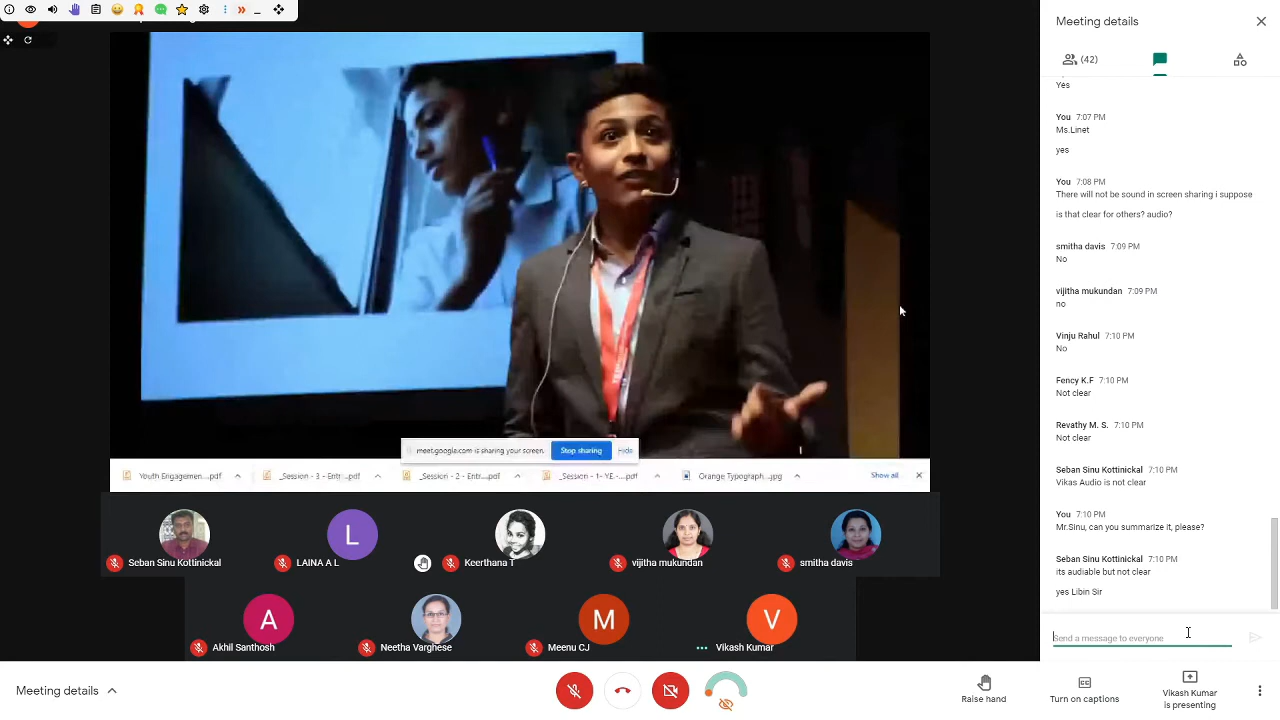 Meeting details
(42)
Yes
You 7:07 PM
Ms.Linet
yes
You 7:08 PM
There will not be sound in screen sharing i suppose
is that clear for others? audio?
smitha davis 7:09 PM
No
vijitha mukundan 7:09 PM
no
Vinju Rahul 7:10 PM
No
Fency K.F 7:10 PM
Not clear
Revathy M. S. 7:10 PM
Not clear
Seban Sinu Kottinickal 7:10 PM
Vikas Audio is not clear
You 7:10 PM
Mr.Sinu, can you summarize it, please?
Seban Sinu Kottinickal 7:10 PM
its audiable but not clear
yes Libin Sir
Send a message to everyone
meet.google.com is sharing your screen. Stop sharing Hide
Youth Engagemen....pdf _Session - 3 - Entr....pdf _Session - 2 - Entr....pdf _Session - 1- YE-....pdf Orange Typograph...jpg Show all
Seban Sinu Kottinickal
L
LAINA A L
Keerthana T
vijitha mukundan
smitha davis
A
Akhil Santhosh
Neetha Varghese
M
Meenu CJ
V
Vikash Kumar
Meeting details
Raise hand
Turn on captions
Vikash Kumar
is presenting